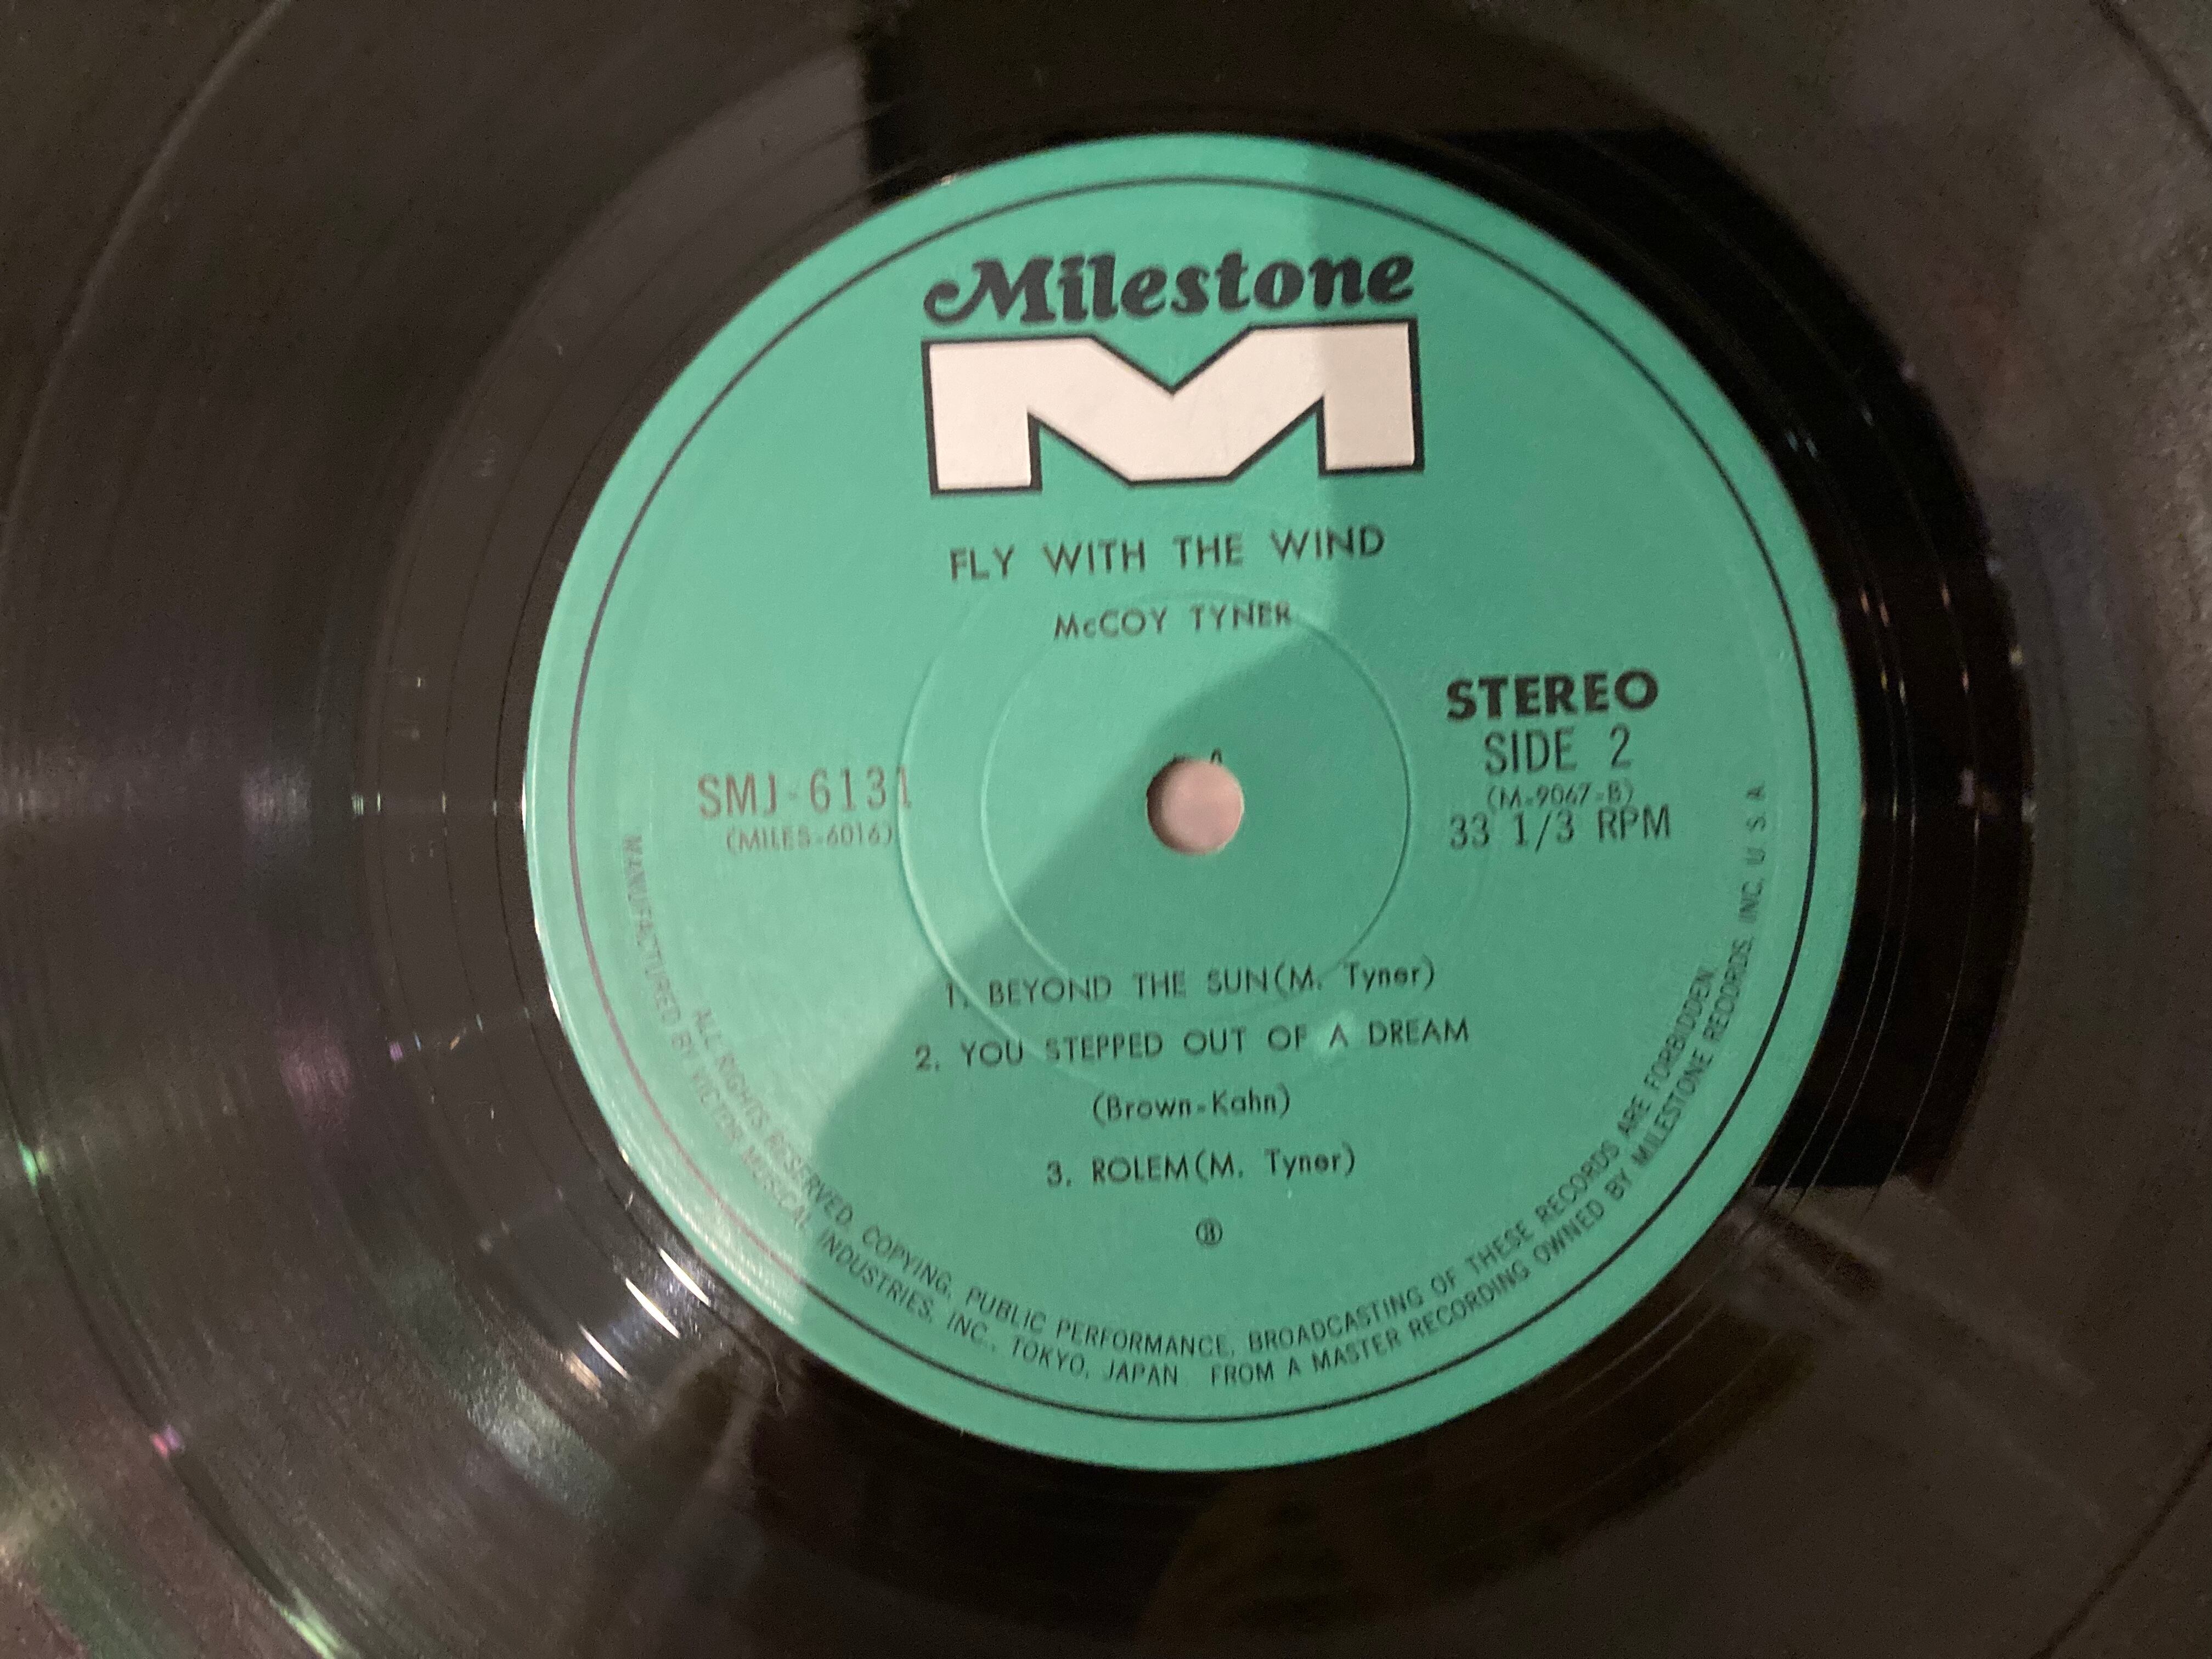 Milestone
M
FLY WITH THE WIND
McCOY TYNER
STEREO
SIDE 2
(M-9067-B)
33 1/3 RPM
SMJ-6131
(MILES-6016)
1. BEYOND THE SUN(M. Tyner)
2. YOU STEPPED OUT OF A DREAM
(Brown-Kahn)
3. ROLEM(M. Tyner)
ALL RIGHTS RESERVED. COPYING, PUBLIC PERFORMANCE, BROADCASTING OF THESE RECORDS ARE FORBIDDEN.
MANUFACTURED BY VICTOR MUSICAL INDUSTRIES, INC., TOKYO, JAPAN FROM A MASTER RECORDING OWNED BY MILESTONE RECORDS, INC, U S.A